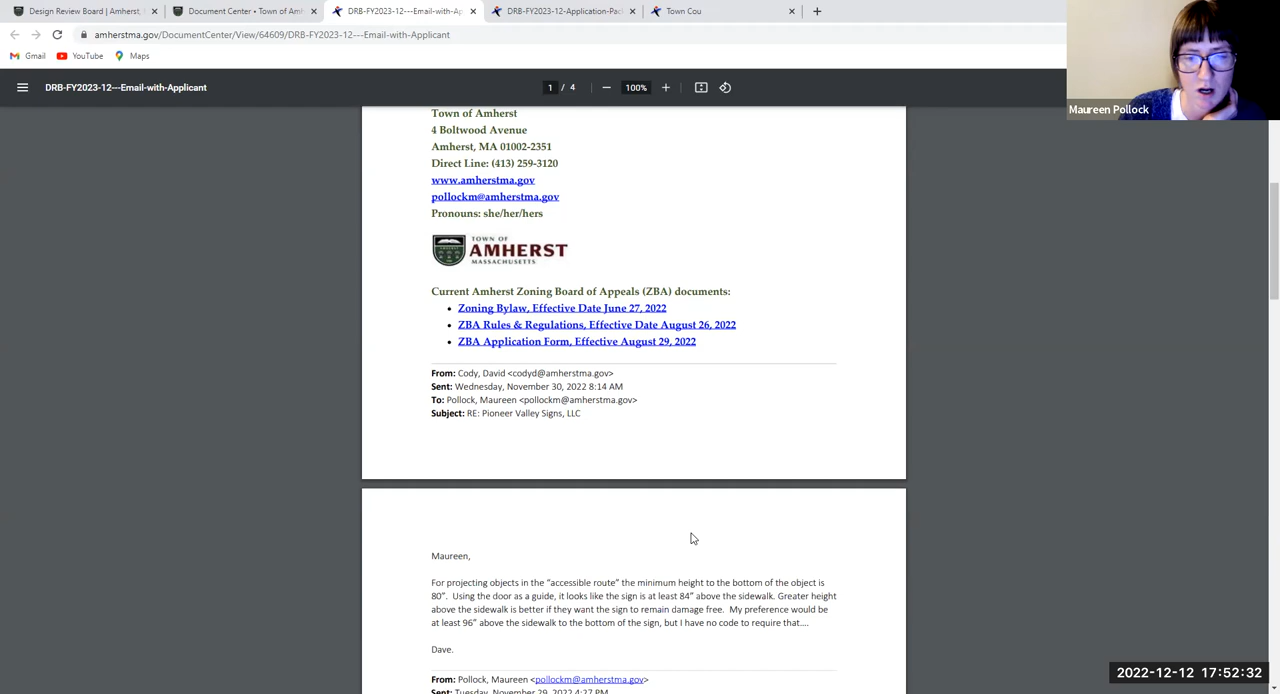 Design Review Board | Amherst,
Document Center • Town of Amh
DRB-FY2023-12---Email-with-Ap
DRB-FY2023-12-Application-Pac
Town Cou
amherstma.gov/DocumentCenter/View/64609/DRB-FY2023-12---Email-with-Applicant
Gmail YouTube Maps
DRB-FY2023-12---Email-with-Applicant 1 / 4 100%
Maureen Pollock
Town of Amherst
4 Boltwood Avenue
Amherst, MA 01002-2351
Direct Line: (413) 259-3120
www.amherstma.gov
pollockm@amherstma.gov
Pronouns: she/her/hers
TOWN OF
AMHERST
MASSACHUSETTS
Current Amherst Zoning Board of Appeals (ZBA) documents:
• Zoning Bylaw, Effective Date June 27, 2022
• ZBA Rules & Regulations, Effective Date August 26, 2022
• ZBA Application Form, Effective August 29, 2022
From: Cody, David <codyd@amherstma.gov>
Sent: Wednesday, November 30, 2022 8:14 AM
To: Pollock, Maureen <pollockm@amherstma.gov>
Subject: RE: Pioneer Valley Signs, LLC
Maureen,
For projecting objects in the “accessible route” the minimum height to the bottom of the object is
80”. Using the door as a guide, it looks like the sign is at least 84” above the sidewalk. Greater height
above the sidewalk is better if they want the sign to remain damage free. My preference would be
at least 96” above the sidewalk to the bottom of the sign, but I have no code to require that....
Dave.
From: Pollock, Maureen <pollockm@amherstma.gov>
Sent: Tuesday, November 29, 2022 4:27 PM
2022-12-12 17:52:32